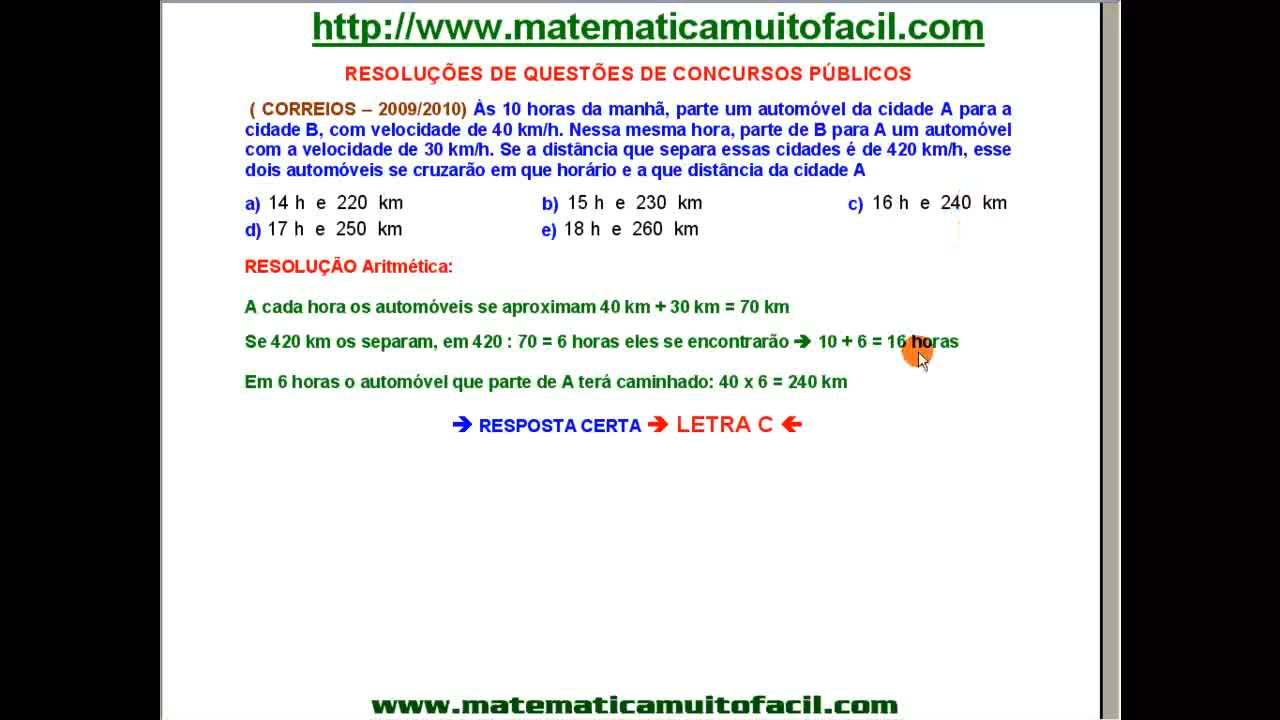 http://www.matematicamuitofacil.com
RESOLUÇÕES DE QUESTÕES DE CONCURSOS PÚBLICOS
( CORREIOS – 2009/2010) Às 10 horas da manhã, parte um automóvel da cidade A para a
cidade B, com velocidade de 40 km/h. Nessa mesma hora, parte de B para A um automóvel
com a velocidade de 30 km/h. Se a distância que separa essas cidades é de 420 km/h, esse
dois automóveis se cruzarão em que horário e a que distância da cidade A
a) 14 h e 220 km b) 15 h e 230 km c) 16 h e 240 km
d) 17 h e 250 km e) 18 h e 260 km
RESOLUÇÃO Aritmética:
A cada hora os automóveis se aproximam 40 km + 30 km = 70 km
Se 420 km os separam, em 420 : 70 = 6 horas eles se encontrarão ➔ 10 + 6 = 16 horas
Em 6 horas o automóvel que parte de A terá caminhado: 40 x 6 = 240 km
➔ RESPOSTA CERTA ➔ LETRA C 🡸
www.matematicamuitofacil.com